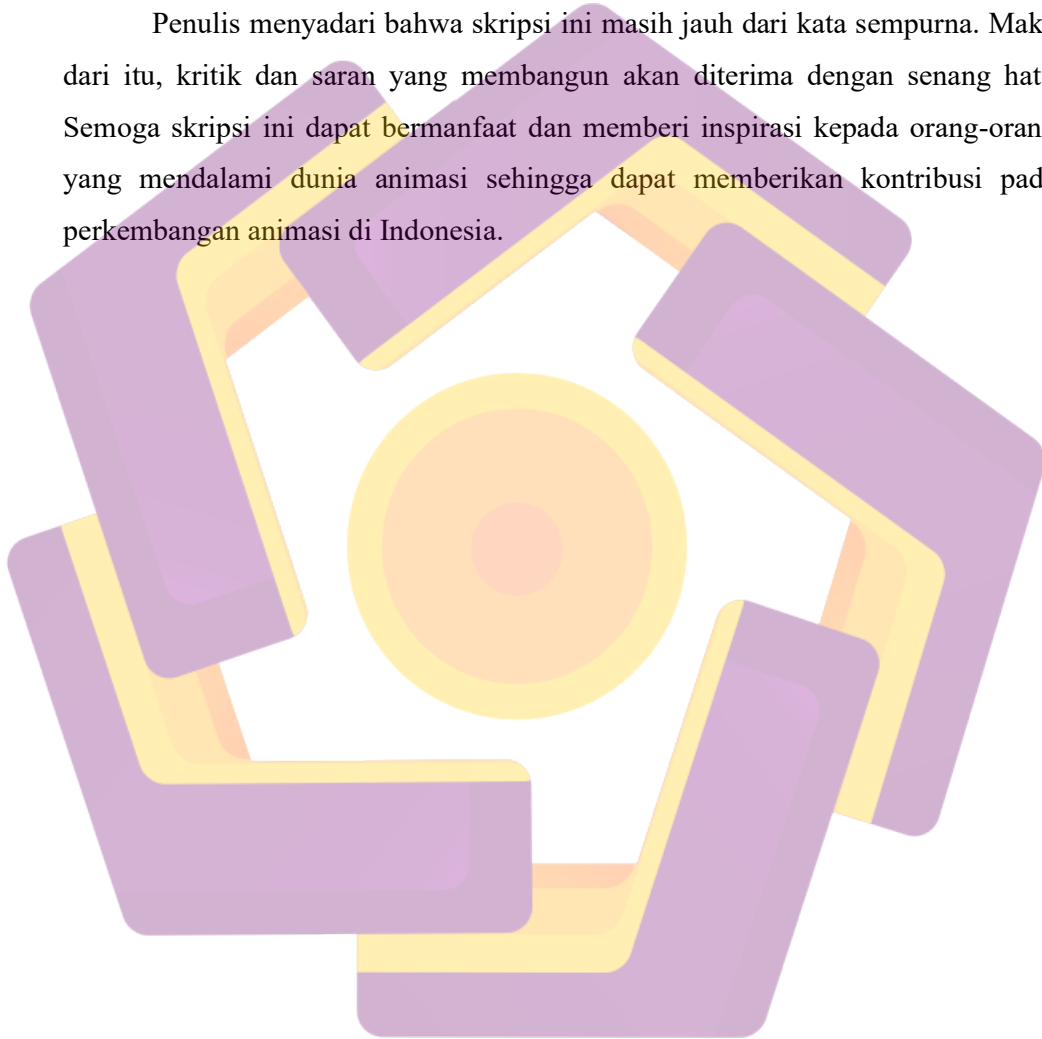 Penulis menyadari bahwa skripsi ini masih jauh dari kata sempurna. Mak
dari itu, kritik dan saran yang membangun akan diterima dengan senang hat
Semoga skripsi ini dapat bermanfaat dan memberi inspirasi kepada orang-oran
yang mendalami dunia animasi sehingga dapat memberikan kontribusi pad
perkembangan animasi di Indonesia.